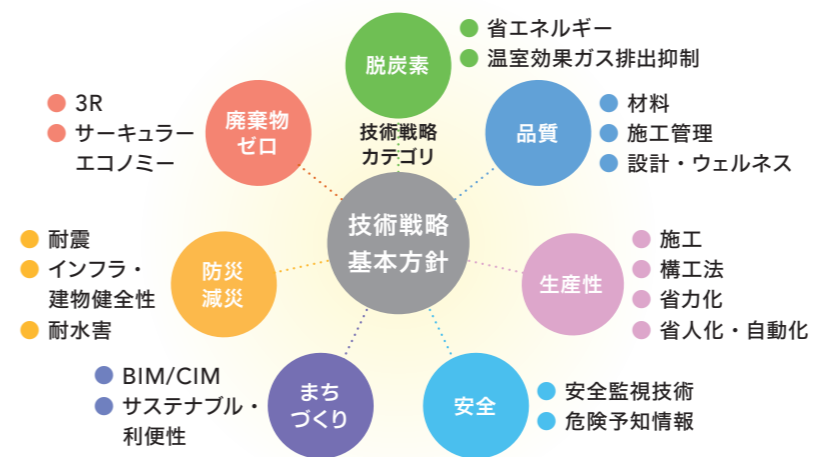 脱炭素
● 省エネルギー
● 温室効果ガス排出抑制
廃棄物
ゼロ
● 3R
● サーキュラー
エコノミー
技術戦略
カテゴリ
品質
● 材料
● 施工管理
● 設計・ウェルネス
技術戦略
基本方針
防災
減災
● 耐震
● インフラ・
建物健全性
● 耐水害
生産性
● 施工
● 構工法
● 省力化
● 省人化・自動化
まち
づくり
● BIM/CIM
● サステナブル・
利便性
安全
● 安全監視技術
● 危険予知情報